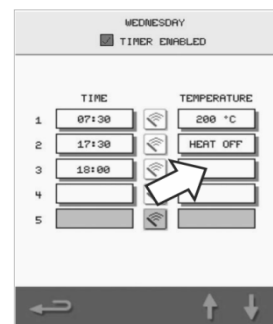 WEDNESDAY
TIMER ENABLED
TIME TEMPERATURE
1 07:30 200 °C
2 17:30 HEAT OFF
3 18:00
4
5